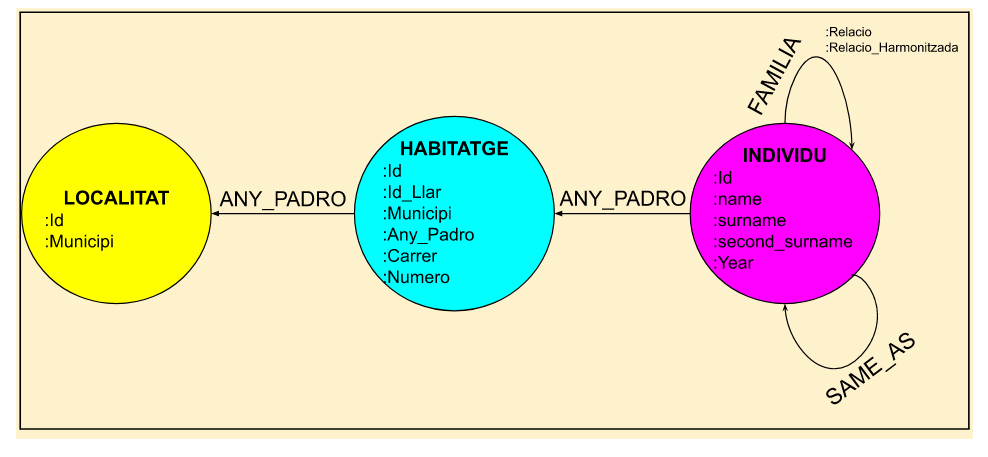 :Relacio
:Relacio_Harmonitzada
FAMILIA
LOCALITAT
:Id
:Municipi
ANY_PADRO
HABITATGE
:Id
:Id_Llar
:Municipi
:Any_Padro
:Carrer
:Numero
ANY_PADRO
INDIVIDU
:Id
:name
:surname
:second_surname
:Year
SAME_AS